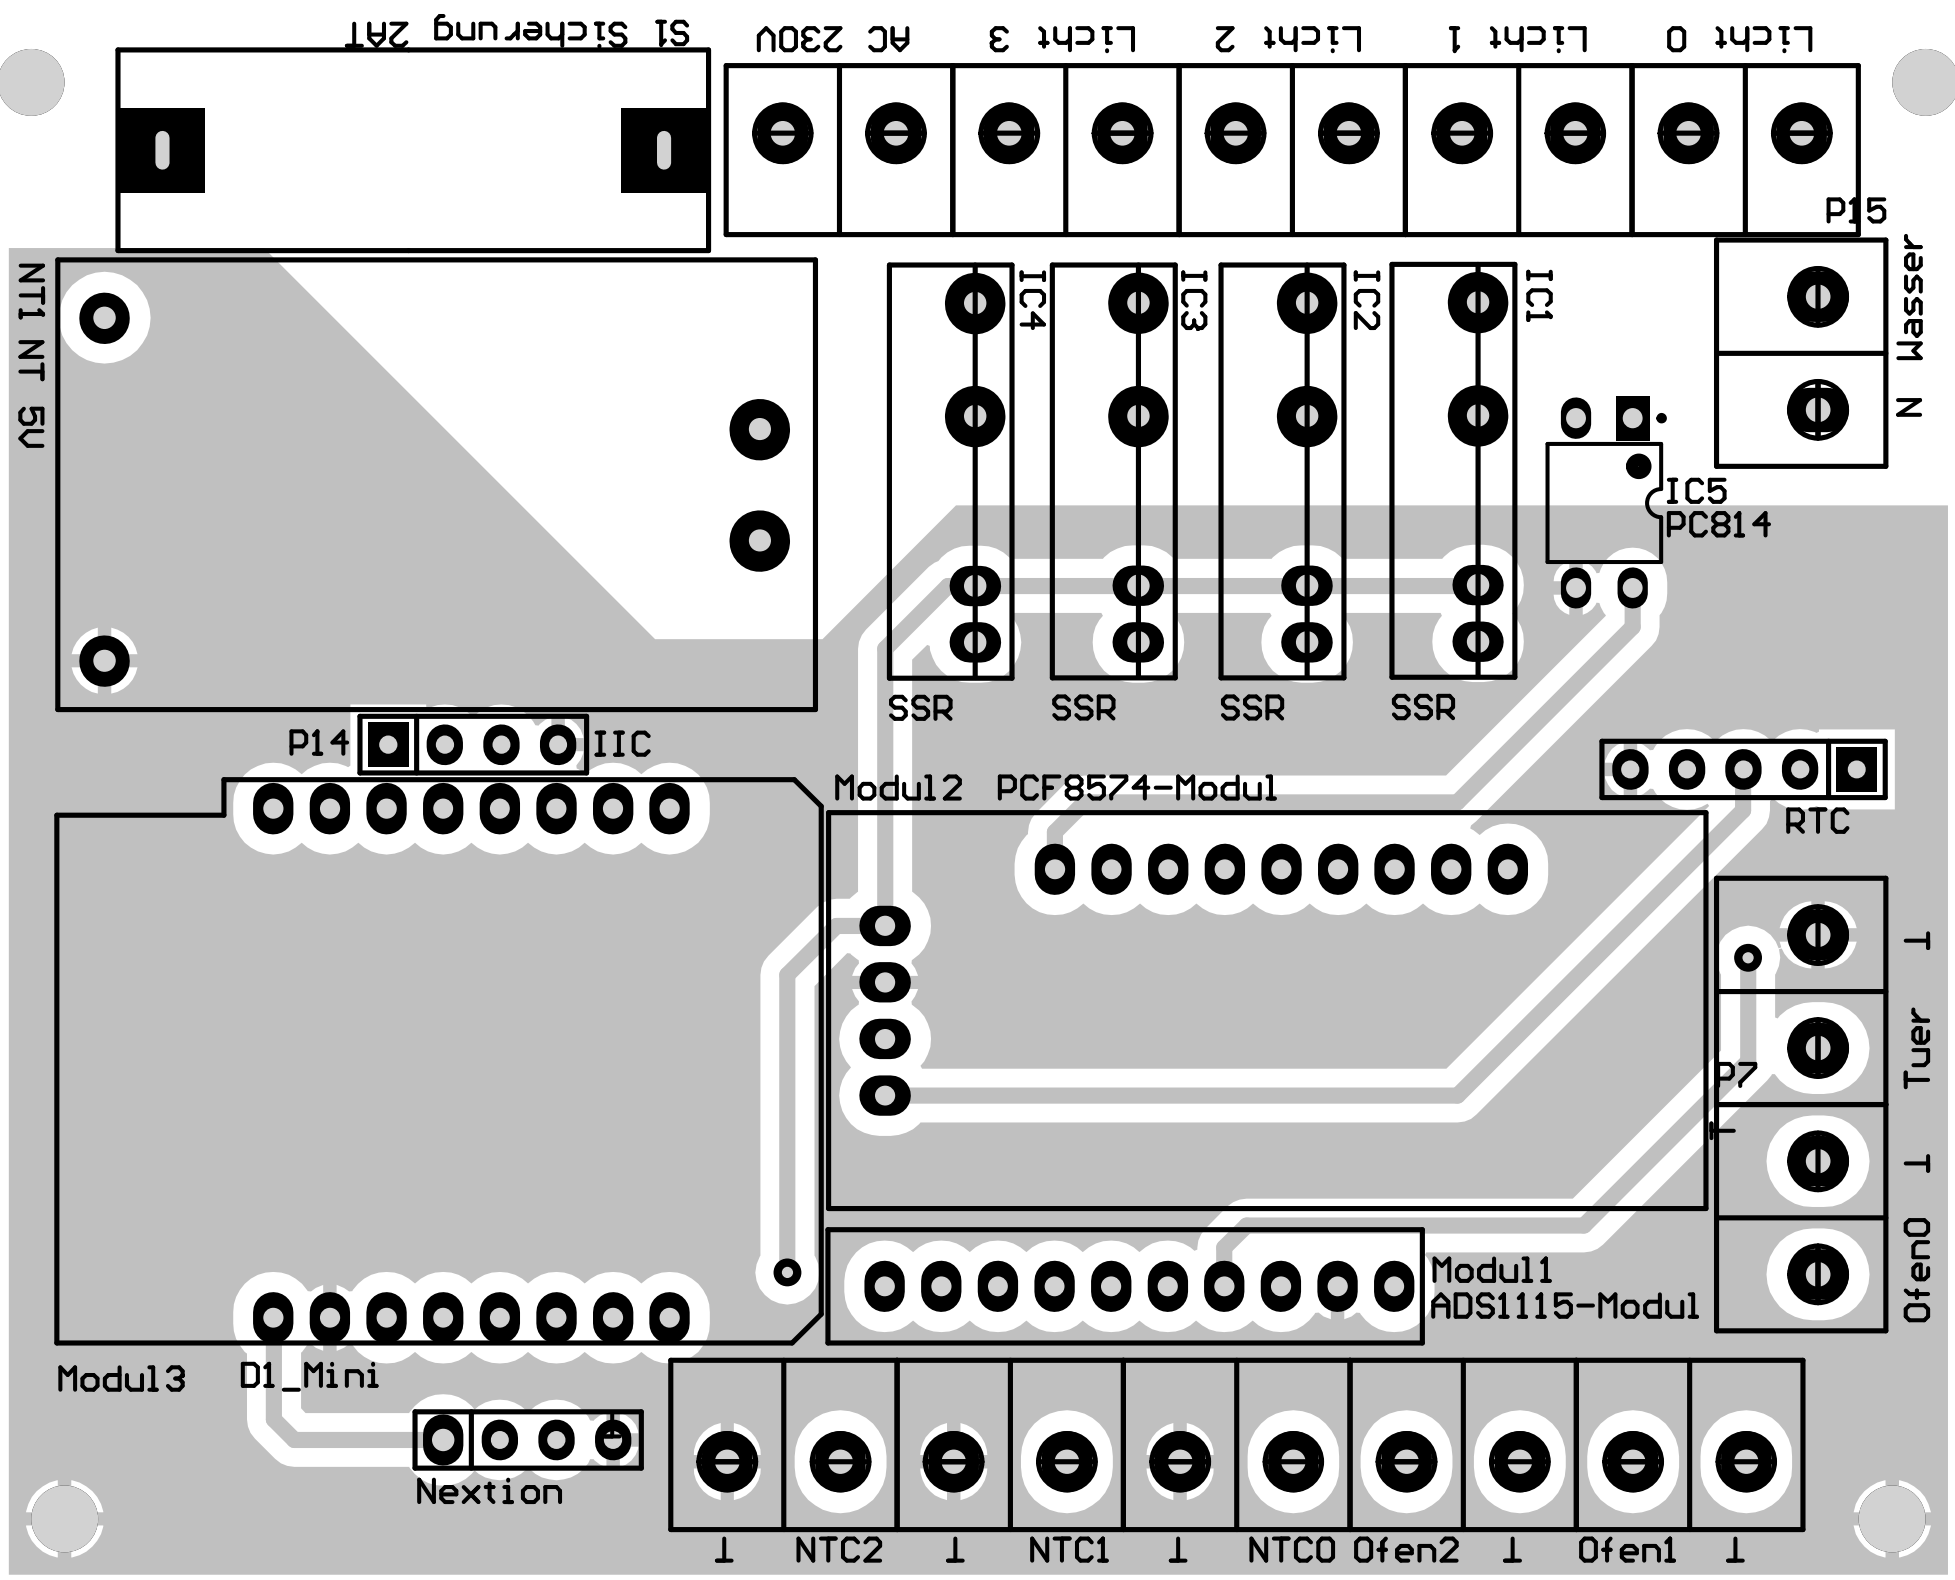 S1 Sicherung 2AT
230V AC Licht 3 Licht 2 Licht 1 Licht 0
P15
Wasser
N
NT1 NT 5V
IC4
IC3
IC2
IC1
IC5
PC814
SSR SSR SSR SSR
P14 IIC
Modul2 PCF8574-Modul
RTC
Tuer
P7
Ofen0
Modul1
ADS1115-Modul
Modul3 D1_Mini
Nextion
NTC2 NTC1 NTC0 Ofen2 Ofen1